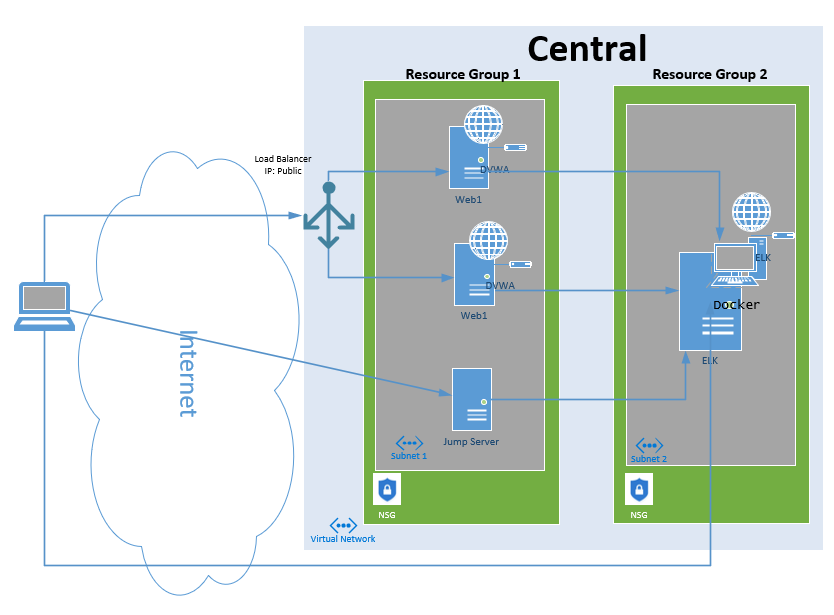 Central
Resource Group 1
Resource Group 2
Load Balancer
IP: Public
DVWA
Web1
DVWA
Web1
ELK
Docker
ELK
Internet
Jump Server
Subnet 1
Subnet 2
NSG
NSG
Virtual Network